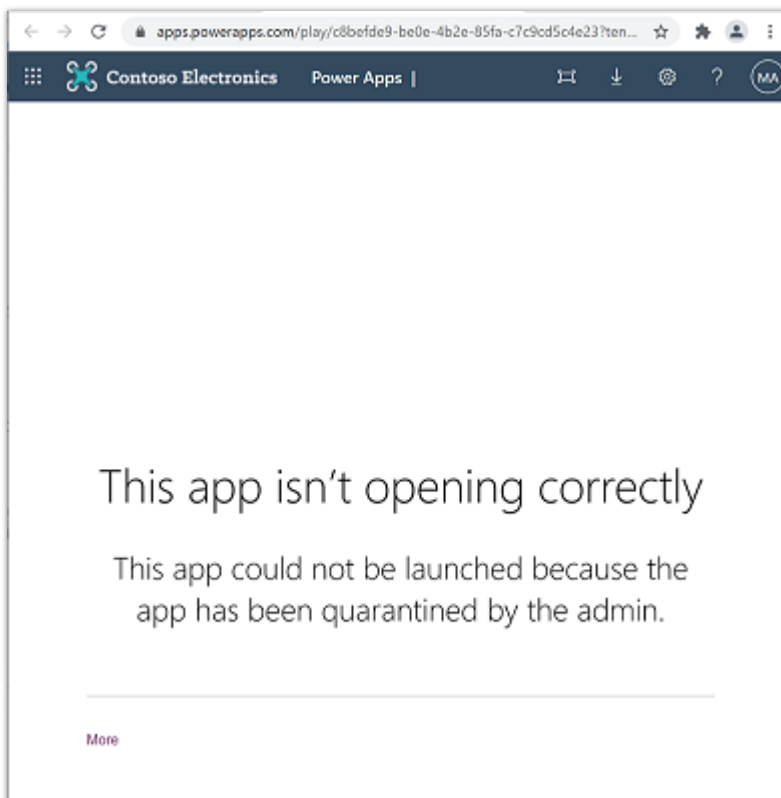 apps.powerapps.com/play/c8befde9-be0e-4b2e-85fa-c7c9cd5c4e23?ten...
Contoso Electronics Power Apps | ? MA
This app isn't opening correctly
This app could not be launched because the
app has been quarantined by the admin.
More